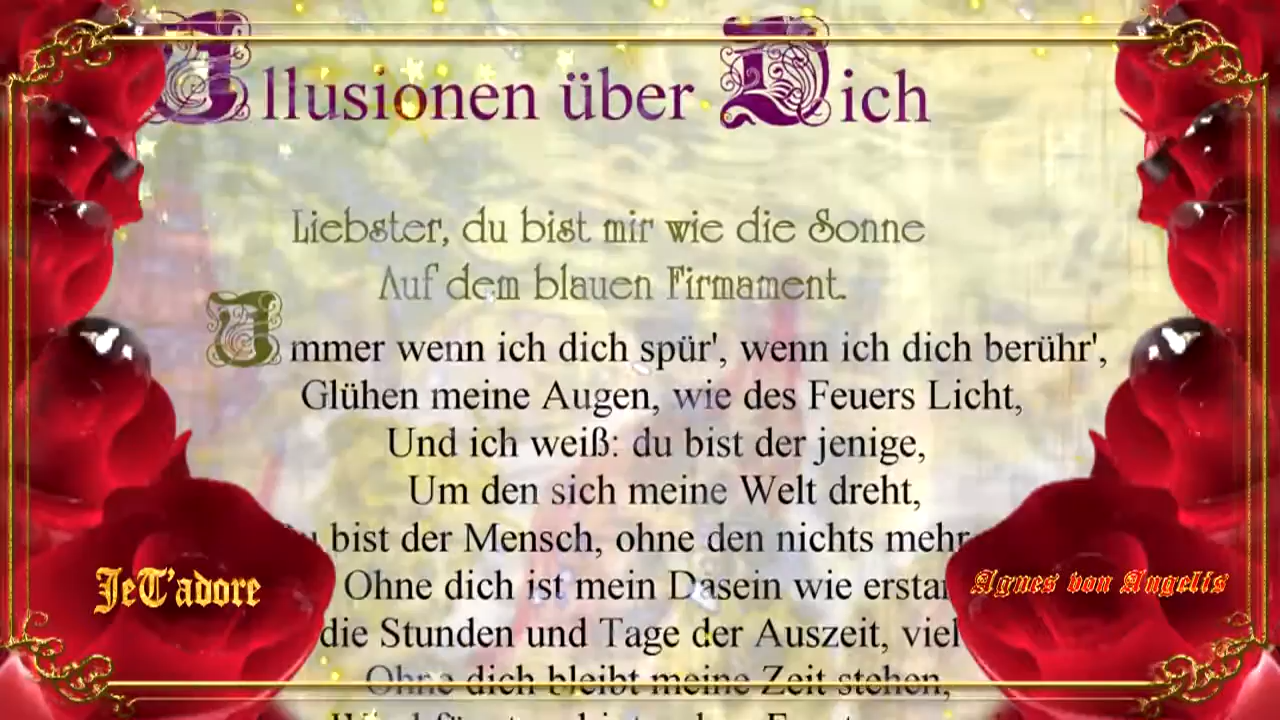 Illusionen über Dich
Liebster, du bist mir wie die Sonne
Auf dem blauen Firmament.
Immer wenn ich dich spür', wenn ich dich berühr',
Glühen meine Augen, wie des Feuers Licht,
Und ich weiß: du bist der jenige,
Um den sich meine Welt dreht,
bist der Mensch, ohne den nichts mehr
Ohne dich ist mein Dasein wie
die Stunden und Tage der Auszeit,
Ohne dich bleibt meine Zeit stehen,
JeT'adore
Agnes von Angelis